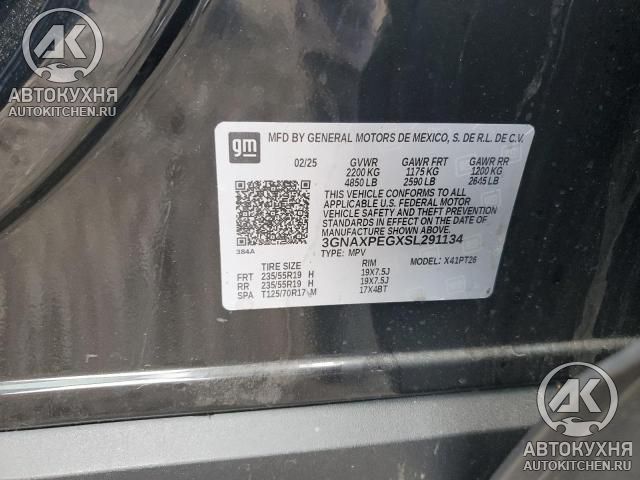 AK
АВТОКУХНЯ
AUTOKITCHEN.RU
gm
MFD BY GENERAL MOTORS DE MEXICO, S. DE R.L. DE C.V.
02/25 GVWR GAWR FRT GAWR RR
2200 KG 1175 KG 1200 KG
4850 LB 2590 LB 2645 LB
THIS VEHICLE CONFORMS TO ALL
APPLICABLE U.S. FEDERAL MOTOR
VEHICLE SAFETY AND THEFT PREVENTION
STANDARDS IN EFFECT ON THE DATE OF
MANUFACTURE SHOWN ABOVE.
384A
3GNAXPEGXSL291134
TYPE: MPV MODEL: X41PT26
TIRE SIZE RIM
FRT 235/55R19 H 19X7.5J
RR 235/55R19 H 19X7.5J
SPA T125/70R17 M 17X4BT
AK
АВТОКУХНЯ
AUTOKITCHEN.RU